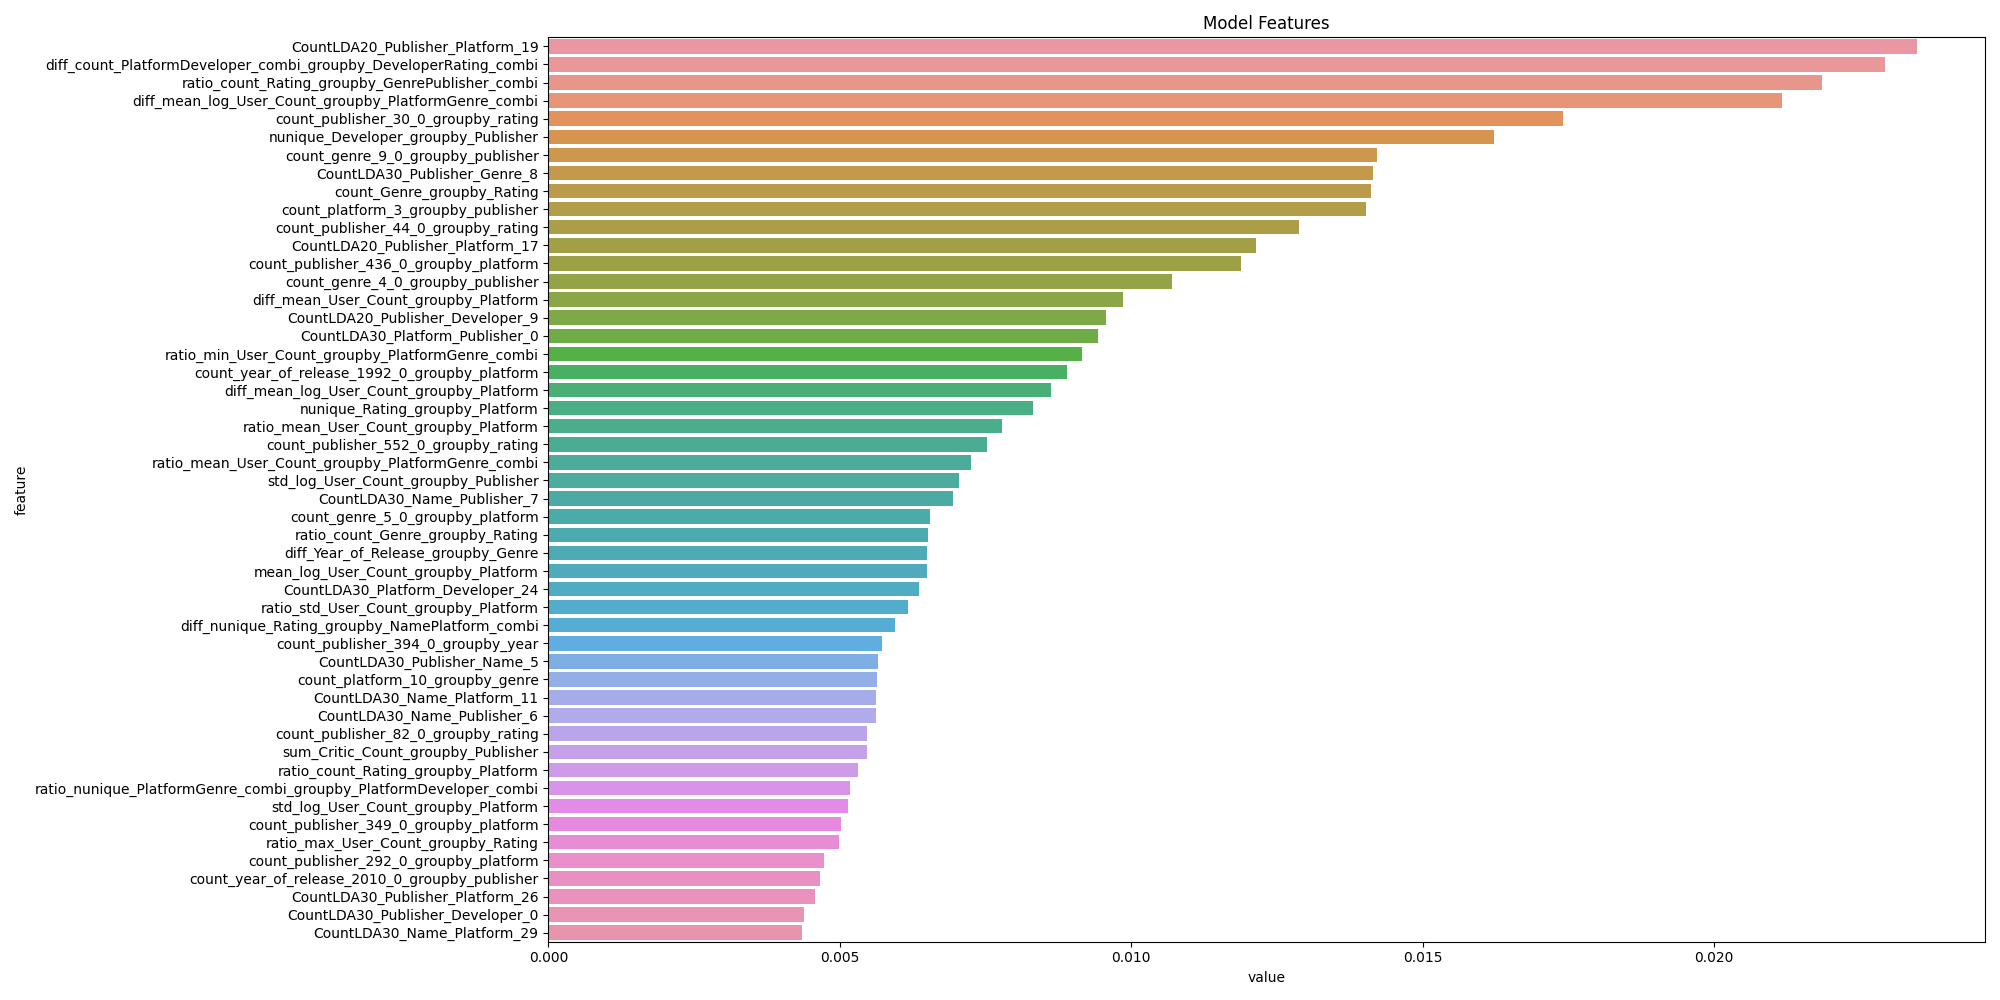 Model Features
CountLDA20_Publisher_Platform_19
diff_count_PlatformDeveloper_combi_groupby_DeveloperRating_combi
ratio_count_Rating_groupby_GenrePublisher_combi
diff_mean_log_User_Count_groupby_PlatformGenre_combi
count_publisher_30_0_groupby_rating
nunique_Developer_groupby_Publisher
count_genre_9_0_groupby_publisher
CountLDA30_Publisher_Genre_8
count_Genre_groupby_Rating
count_platform_3_groupby_publisher
count_publisher_44_0_groupby_rating
CountLDA20_Publisher_Platform_17
count_publisher_436_0_groupby_platform
count_genre_4_0_groupby_publisher
diff_mean_User_Count_groupby_Platform
CountLDA20_Publisher_Developer_9
CountLDA30_Platform_Publisher_0
ratio_min_User_Count_groupby_PlatformGenre_combi
count_year_of_release_1992_0_groupby_platform
diff_mean_log_User_Count_groupby_Platform
nunique_Rating_groupby_Platform
ratio_mean_User_Count_groupby_Platform
count_publisher_552_0_groupby_rating
ratio_mean_User_Count_groupby_PlatformGenre_combi
std_log_User_Count_groupby_Publisher
CountLDA30_Name_Publisher_7
count_genre_5_0_groupby_platform
ratio_count_Genre_groupby_Rating
diff_Year_of_Release_groupby_Genre
mean_log_User_Count_groupby_Platform
CountLDA30_Platform_Developer_24
ratio_std_User_Count_groupby_Platform
diff_nunique_Rating_groupby_NamePlatform_combi
count_publisher_394_0_groupby_year
CountLDA30_Publisher_Name_5
count_platform_10_groupby_genre
CountLDA30_Name_Platform_11
CountLDA30_Name_Publisher_6
count_publisher_82_0_groupby_rating
sum_Critic_Count_groupby_Publisher
ratio_count_Rating_groupby_Platform
ratio_nunique_PlatformGenre_combi_groupby_PlatformDeveloper_combi
std_log_User_Count_groupby_Platform
count_publisher_349_0_groupby_platform
ratio_max_User_Count_groupby_Rating
count_publisher_292_0_groupby_platform
count_year_of_release_2010_0_groupby_publisher
CountLDA30_Publisher_Platform_26
CountLDA30_Publisher_Developer_0
CountLDA30_Name_Platform_29
feature
0.000 0.005 0.010 0.015 0.020
value